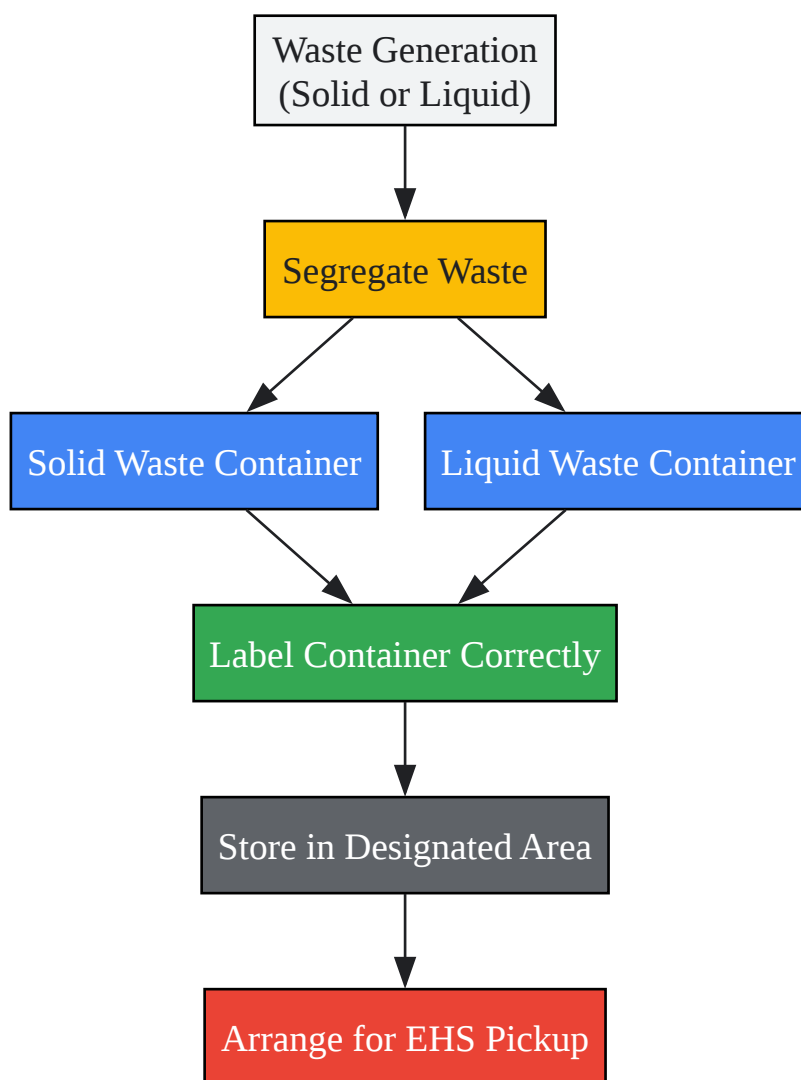 Waste Generation
(Solid or Liquid)
Segregate Waste
Solid Waste Container
Liquid Waste Container
Label Container Correctly
Store in Designated Area
Arrange for EHS Pickup